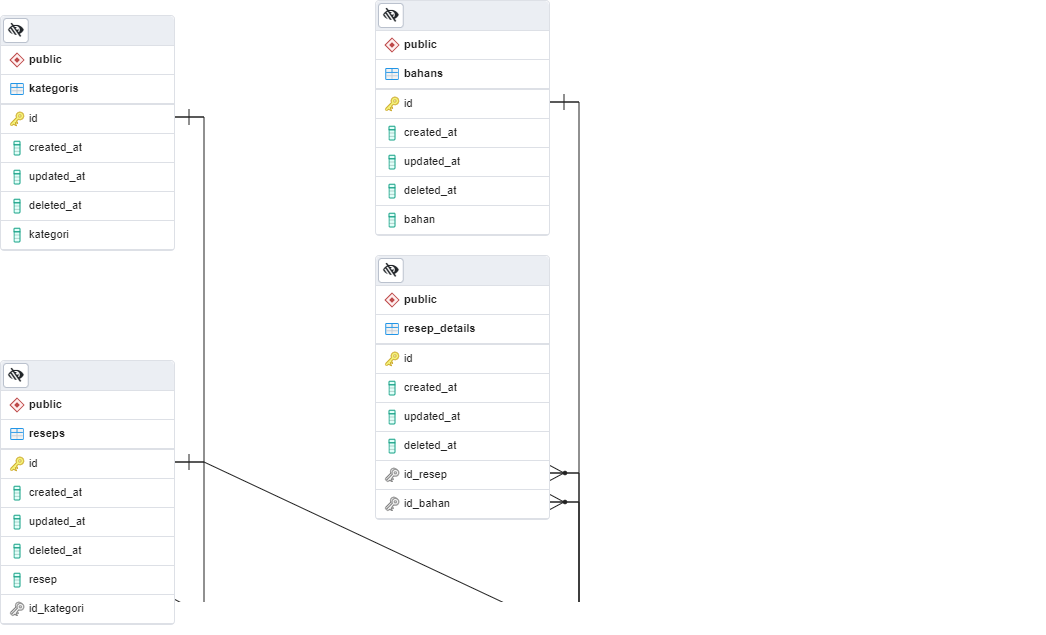 public
kategoris
id
created_at
updated_at
deleted_at
kategori
public
reseps
id
created_at
updated_at
deleted_at
resep
id_kategori
public
bahans
id
created_at
updated_at
deleted_at
bahan
public
resep_details
id
created_at
updated_at
deleted_at
id_resep
id_bahan